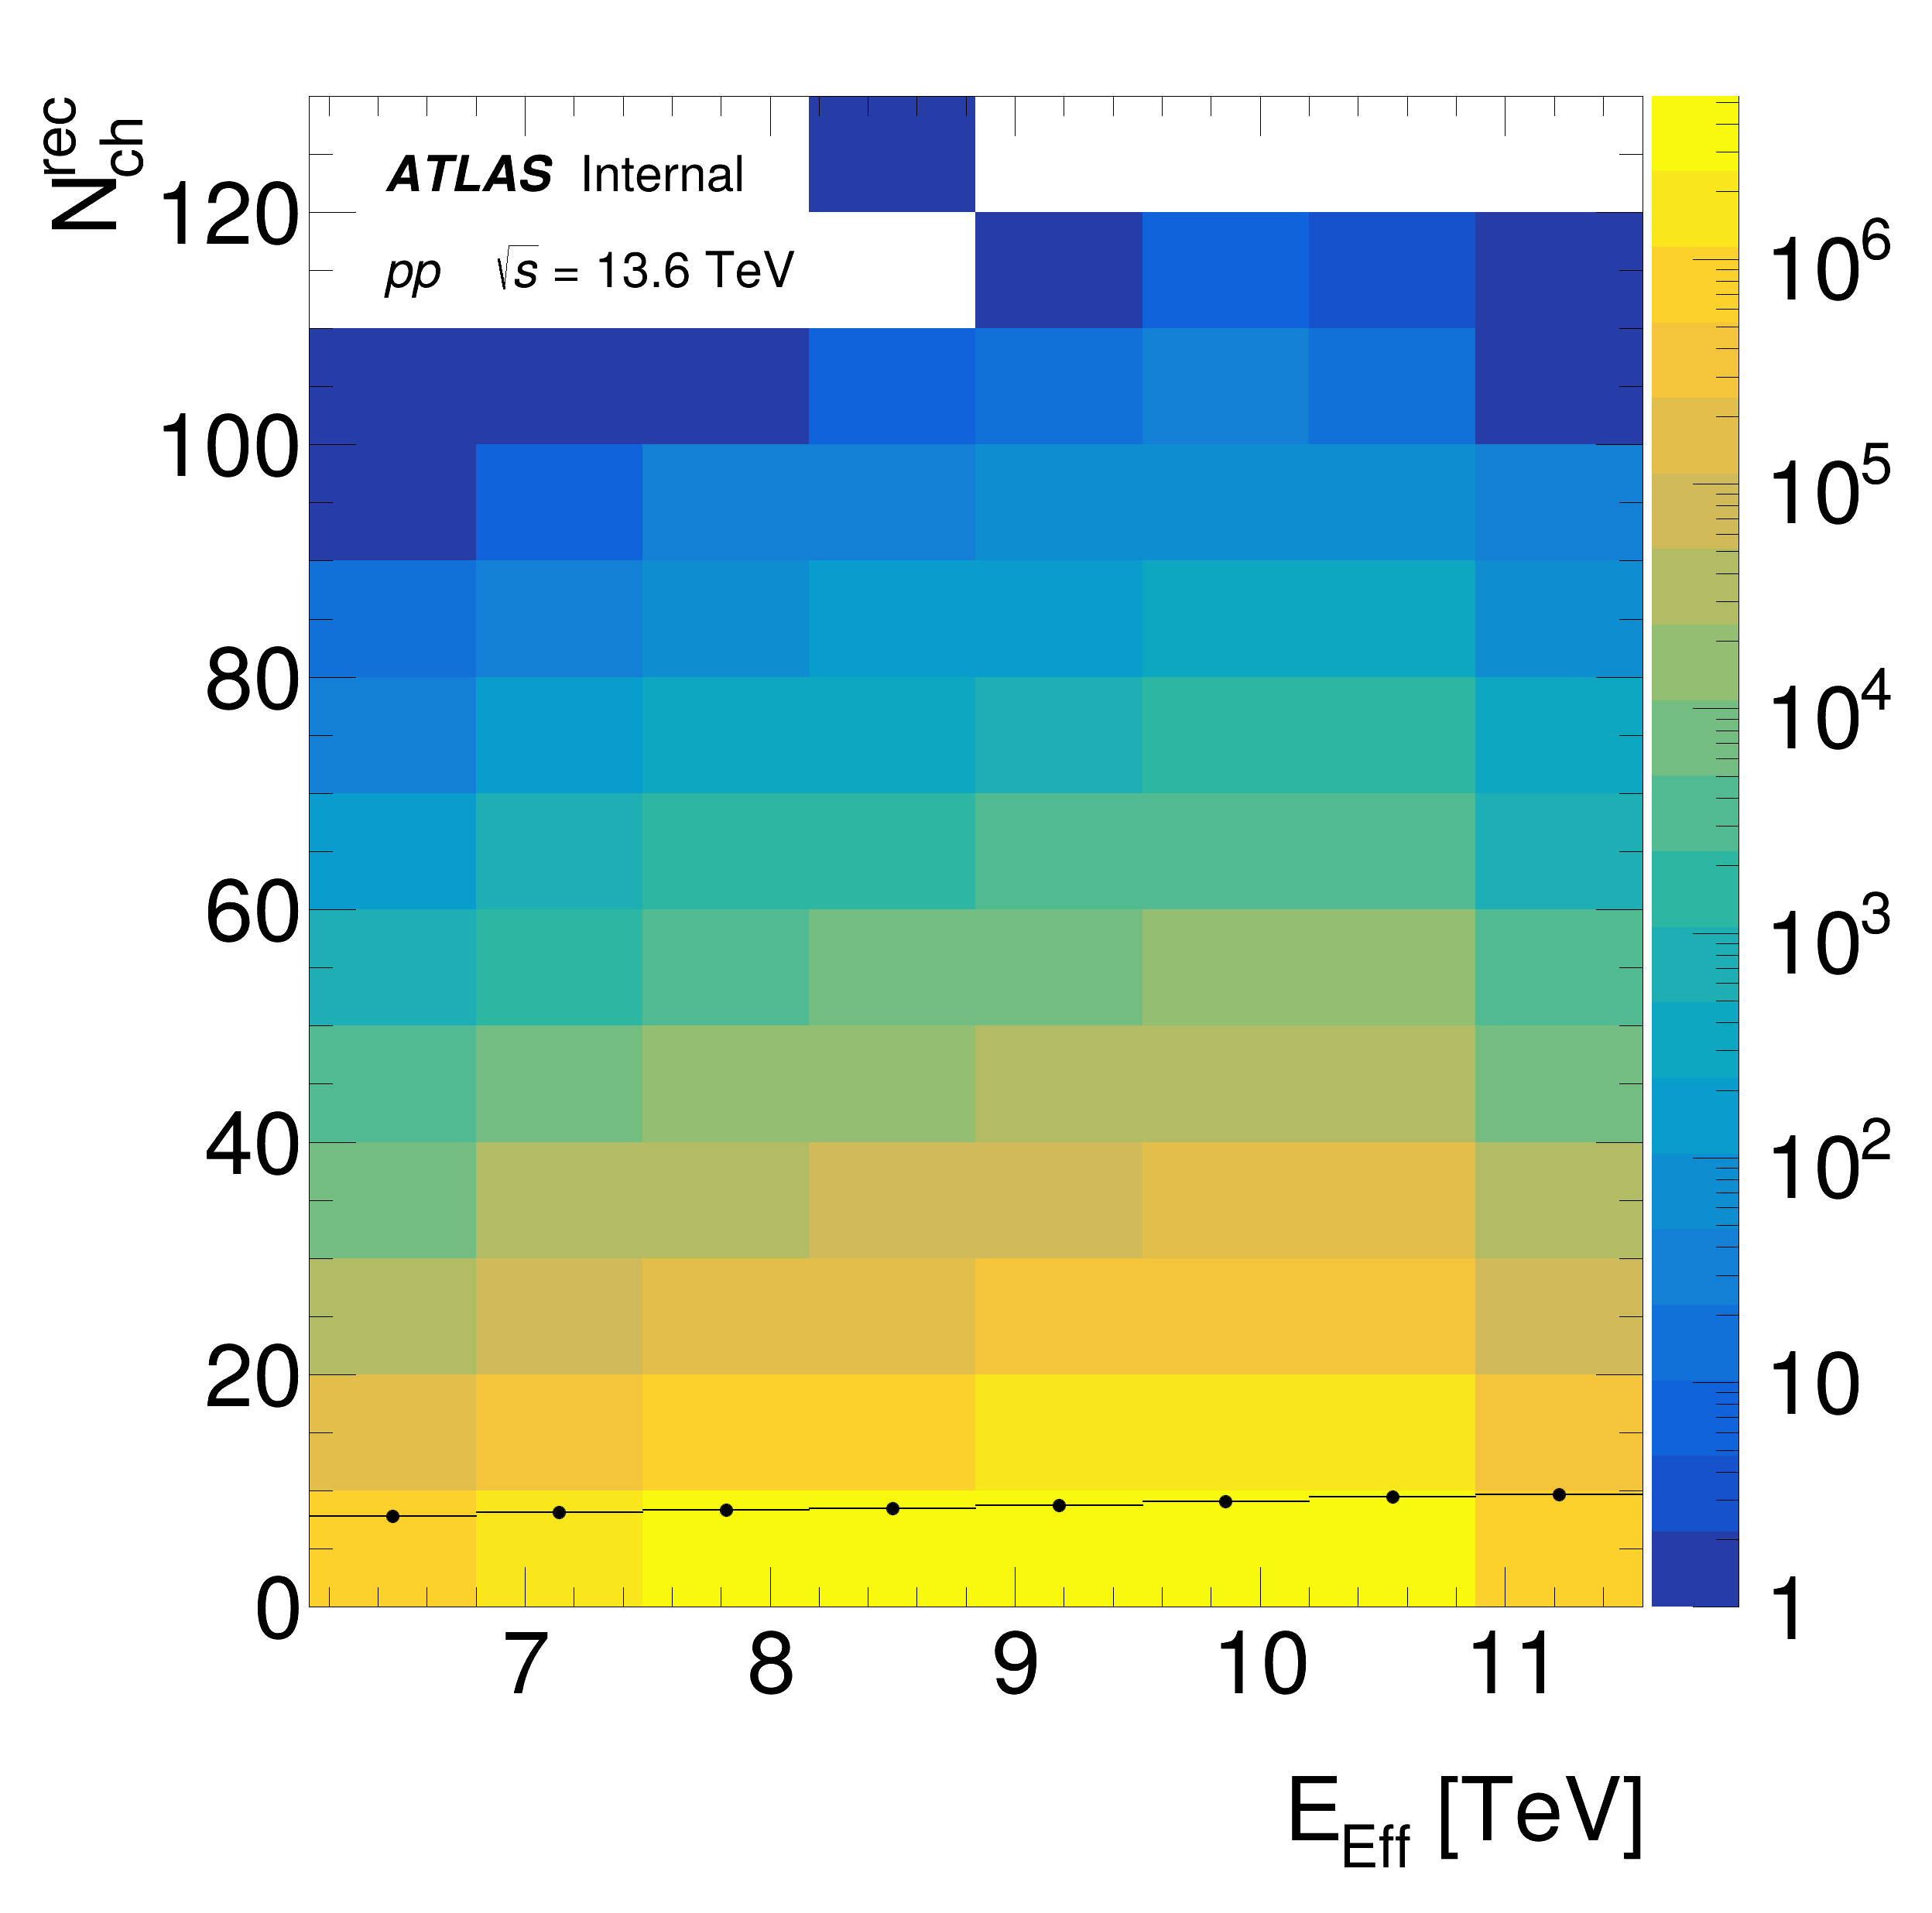 N^rec_ch
ATLAS Internal
pp √s = 13.6 TeV
120
100
80
60
40
20
0
7 8 9 10 11
E_Eff [TeV]
10^6
10^5
10^4
10^3
10^2
10
1